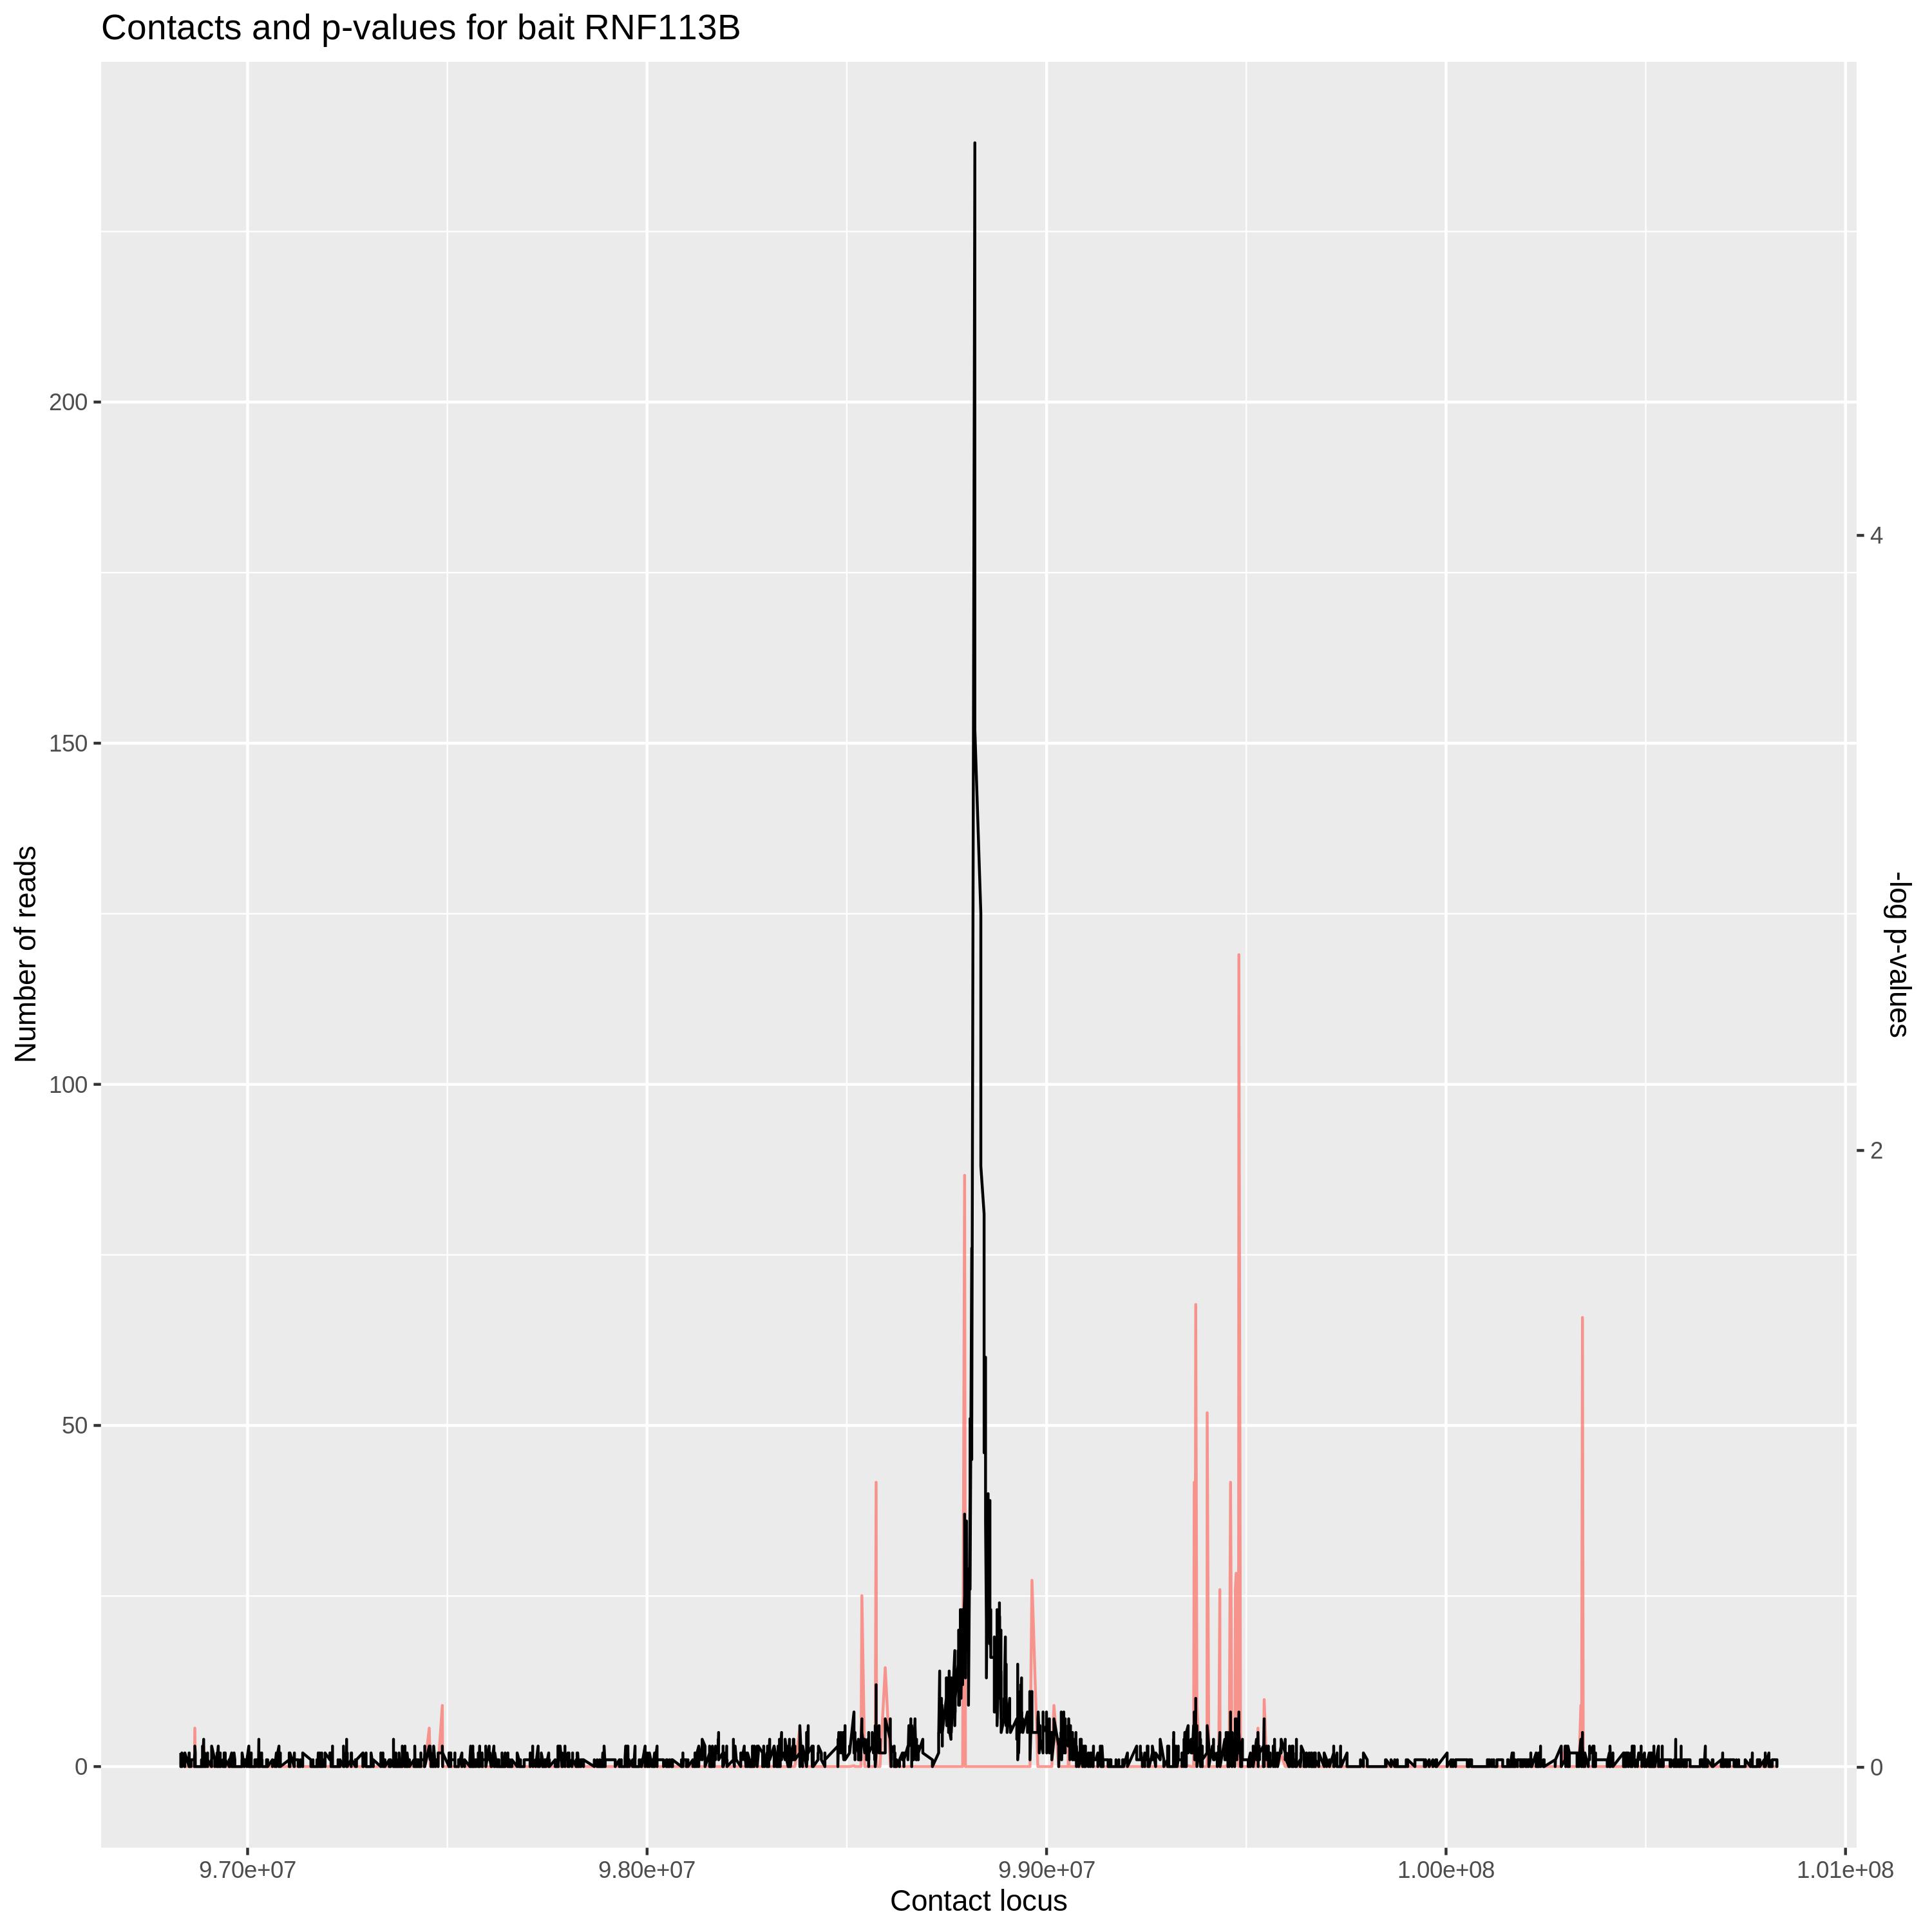 Contacts and p-values for bait RNF113B
Number of reads
200
150
100
50
0
4
2
0
-log p-values
9.70e+07
9.80e+07
9.90e+07
1.00e+08
1.01e+08
Contact locus